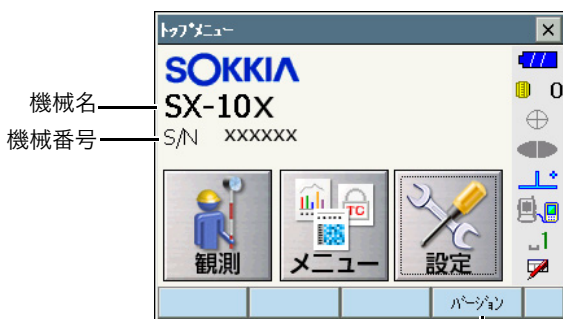 ﾄｯﾌﾟﾒﾆｭｰ
SOKKIA
機械名
SX-10X
0
機械番号
S/N xxxxxx
TC
1
観測
メニュー
設定
ﾊﾞｰｼﾞｮﾝ